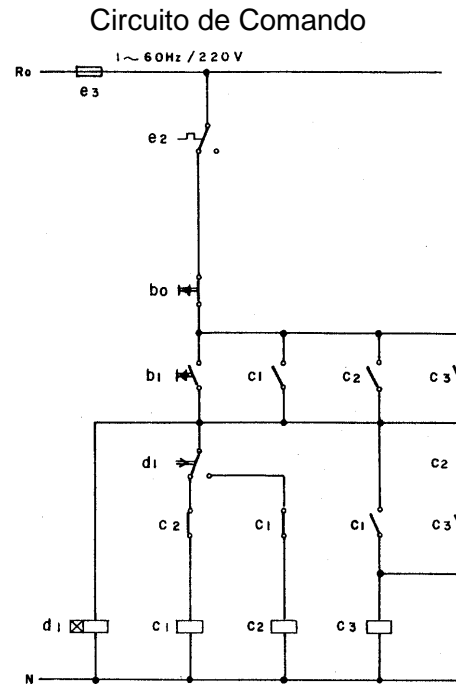 Circuito de Comando
1~60Hz/220V
Ro
e3
e2
bo
b1 c1 c2 c3
d1 c2
c2 c1 c1 c3
d1 c1 c2 c3
N